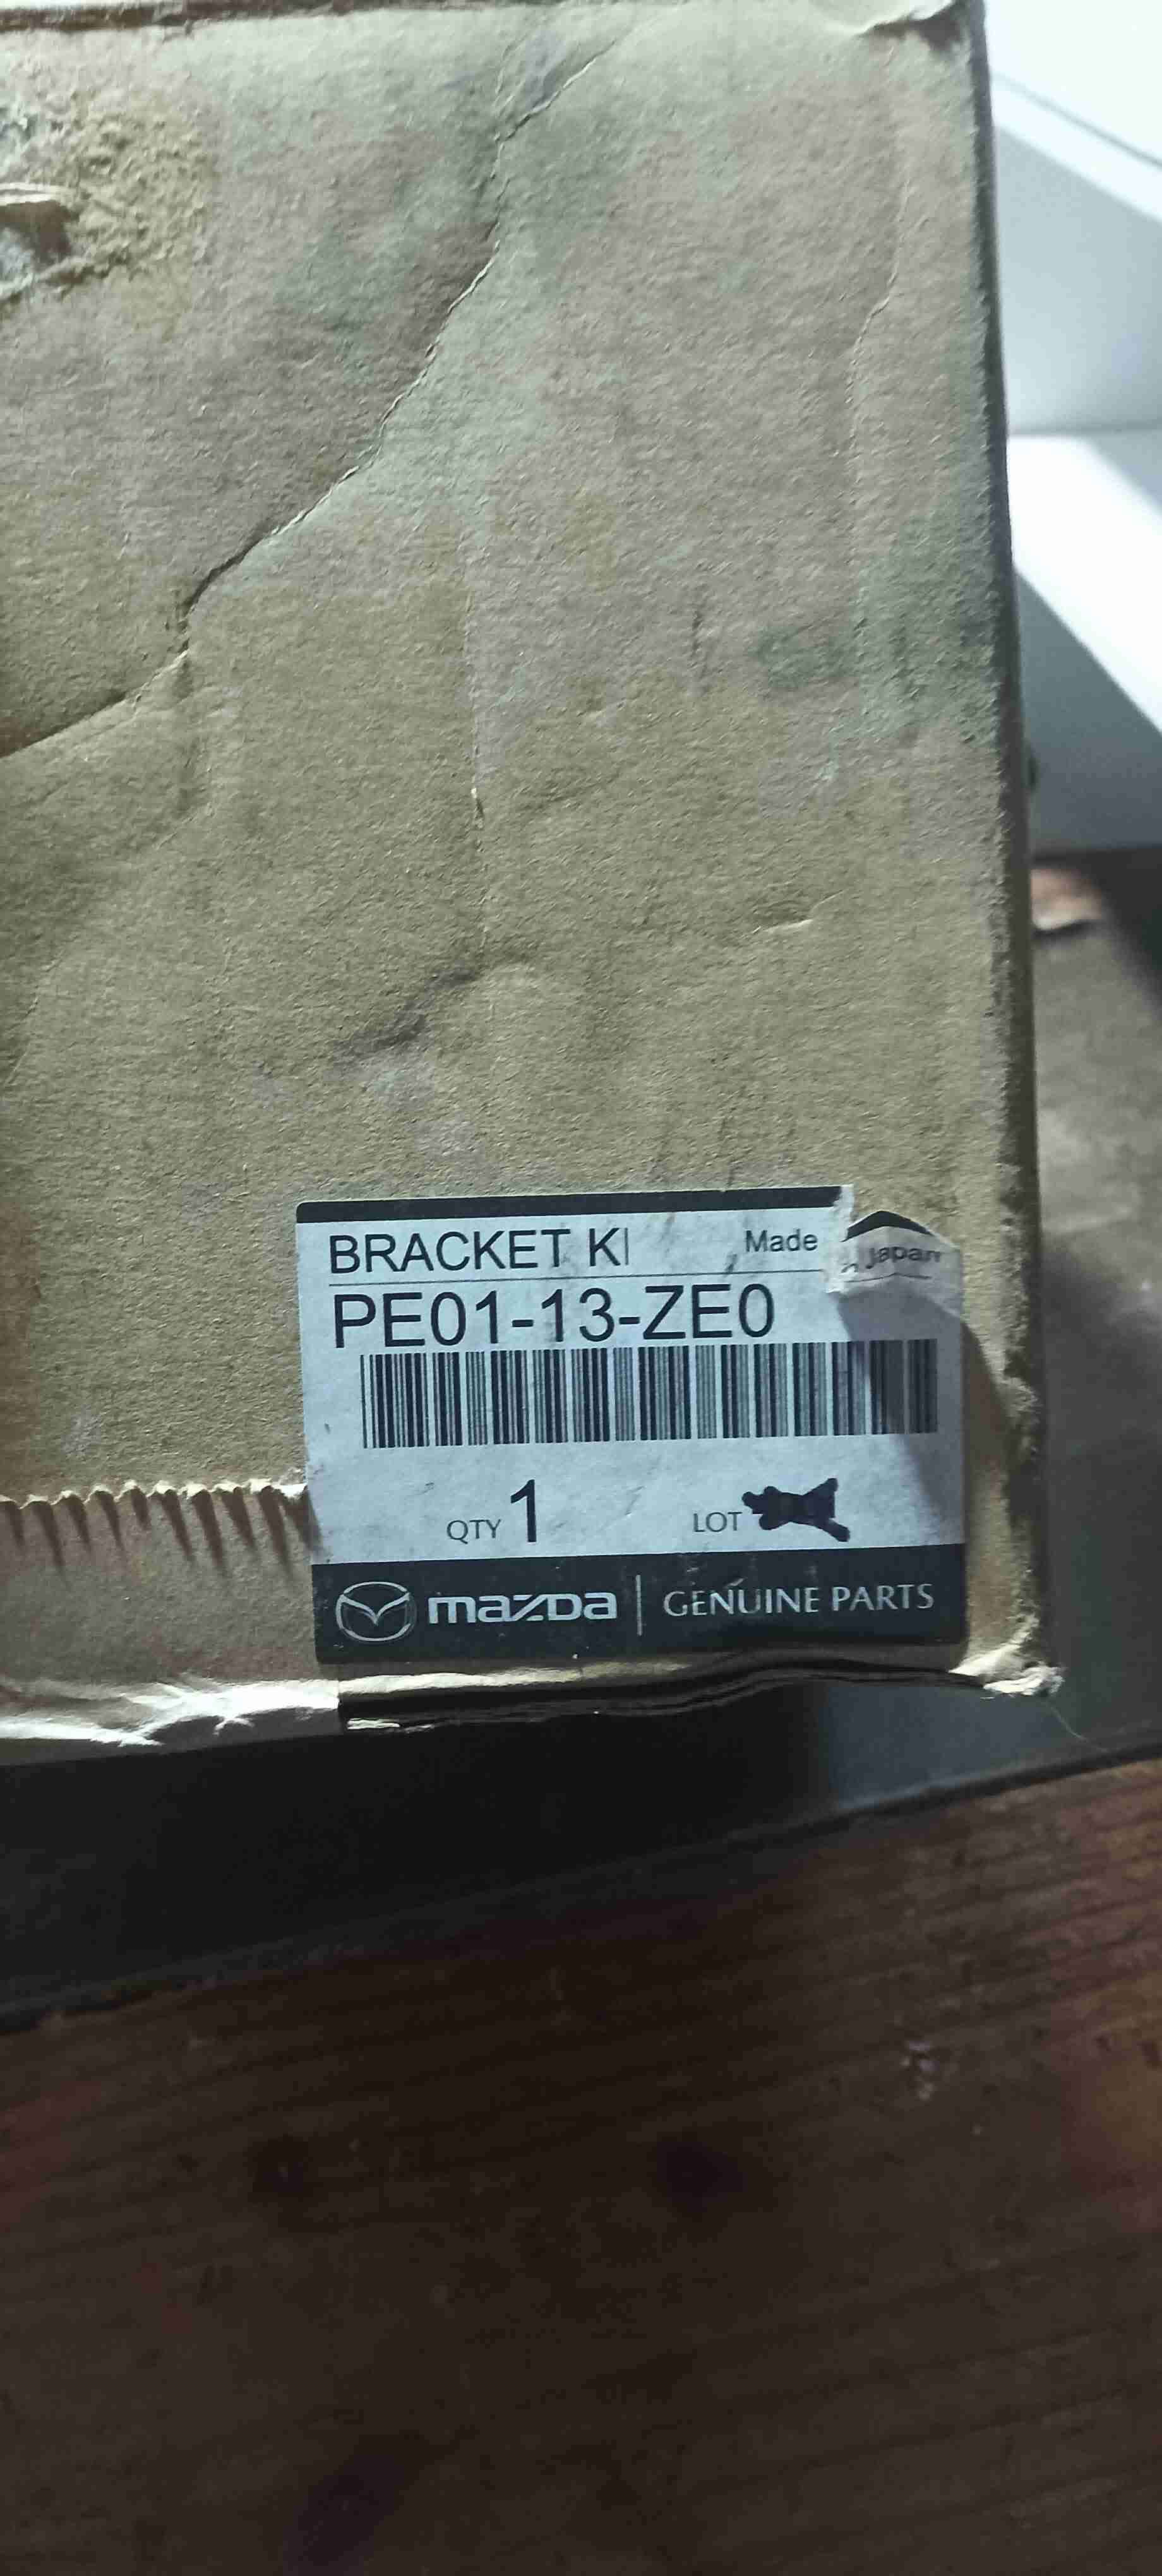 BRACKET KI Made Japan
PE01-13-ZE0
QTY 1 LOT
mazda GENUINE PARTS